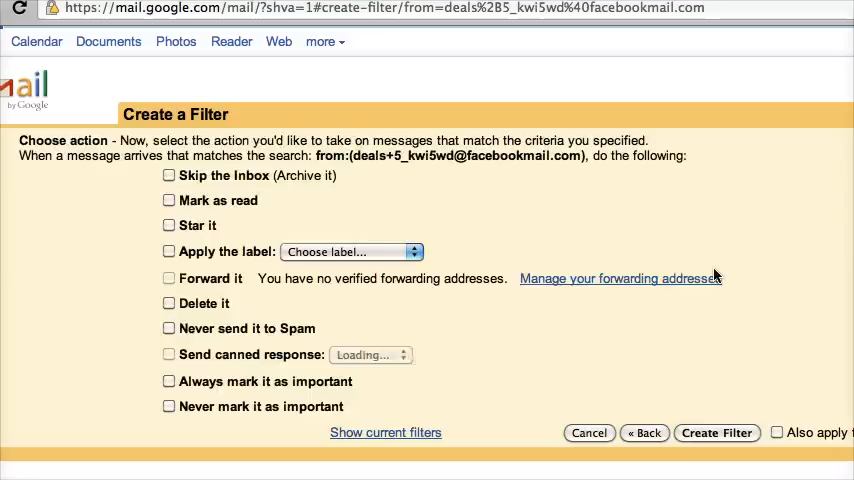 https://mail.google.com/mail/?shva=1#create-filter/from=deals%2B5_kwi5wd%40facebookmail.com
Calendar Documents Photos Reader Web more
mail
by Google
Create a Filter
Choose action - Now, select the action you'd like to take on messages that match the criteria you specified.
When a message arrives that matches the search: from:(deals+5_kwi5wd@facebookmail.com), do the following:
Skip the Inbox (Archive it)
Mark as read
Star it
Apply the label: Choose label...
Forward it You have no verified forwarding addresses. Manage your forwarding addresses
Delete it
Never send it to Spam
Send canned response: Loading...
Always mark it as important
Never mark it as important
Show current filters Cancel « Back Create Filter Also apply